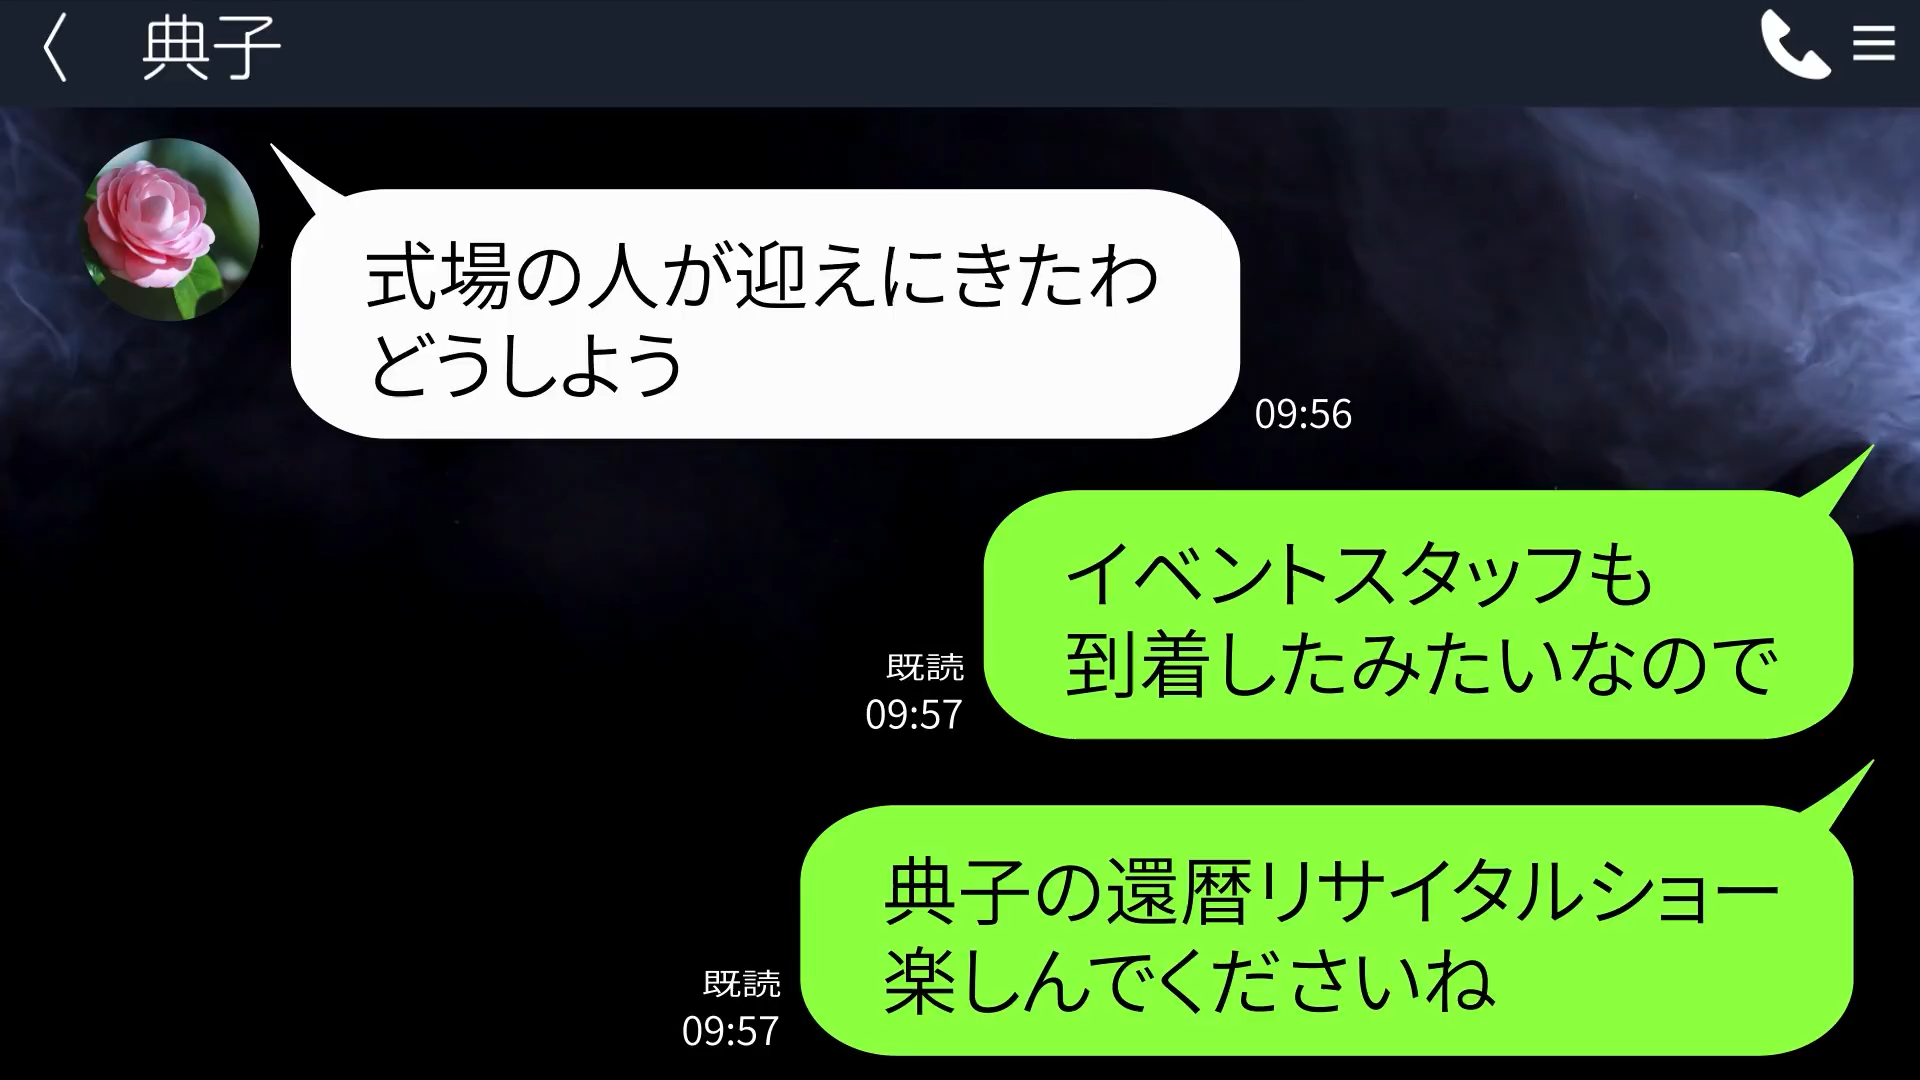 典子
式場の人が迎えにきたわ
どうしよう
09:56
イベントスタッフも
到着したみたいなので
既読
09:57
典子の還暦リサイタルショー
楽しんでくださいね
既読
09:57